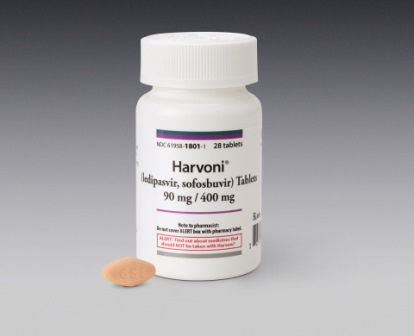 NDC 61958-1801-1 28 tablets
Harvoni®
(ledipasvir, sofosbuvir) Tablets
90 mg / 400 mg
Note to pharmacist:
Do not cover ALERT box with pharmacy label.
ALERT: Find out about medicines that
should NOT be taken with Harvoni®
GSI